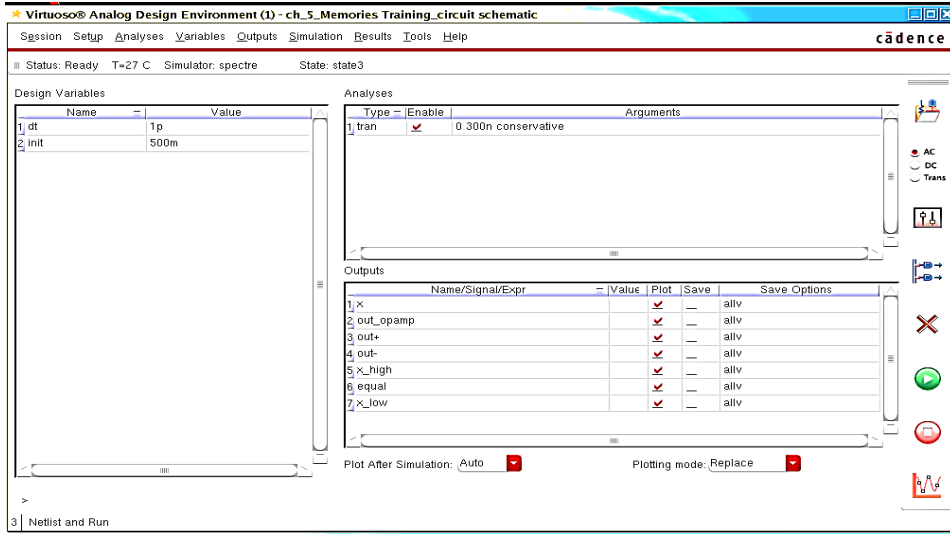 Virtuoso® Analog Design Environment (1) - ch_5_Memories Training_circuit schematic
Session Setup Analyses Variables Outputs Simulation Results Tools Help
cādence
Status: Ready T=27 C Simulator: spectre State: state3
Design Variables
Name Value
1 dt 1p
2 init 500m
Analyses
Type Enable Arguments
1 tran 0 300n conservative
AC
DC
Trans
Outputs
Name/Signal/Expr Value Plot Save Save Options
1 x allv
2 out_opamp allv
3 out+ allv
4 out- allv
5 x_high allv
6 equal allv
7 x_low allv
Plot After Simulation: Auto Plotting mode: Replace
>
3 Netlist and Run